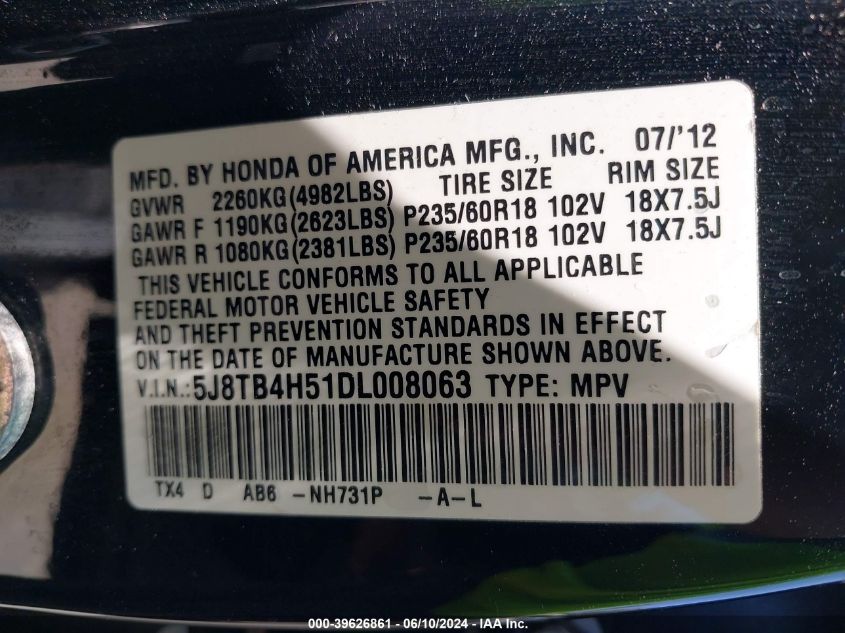 MFD. BY HONDA OF AMERICA MFG., INC. 07/'12
GVWR 2260KG(4982LBS) TIRE SIZE RIM SIZE
GAWR F 1190KG(2623LBS) P235/60R18 102V 18X7.5J
GAWR R 1080KG(2381LBS) P235/60R18 102V 18X7.5J
THIS VEHICLE CONFORMS TO ALL APPLICABLE
FEDERAL MOTOR VEHICLE SAFETY
AND THEFT PREVENTION STANDARDS IN EFFECT
ON THE DATE OF MANUFACTURE SHOWN ABOVE.
V.I.N.:5J8TB4H51DL008063 TYPE: MPV
TX4 D AB6 -NH731P -A-L
000-39626861 - 06/10/2024 - IAA Inc.